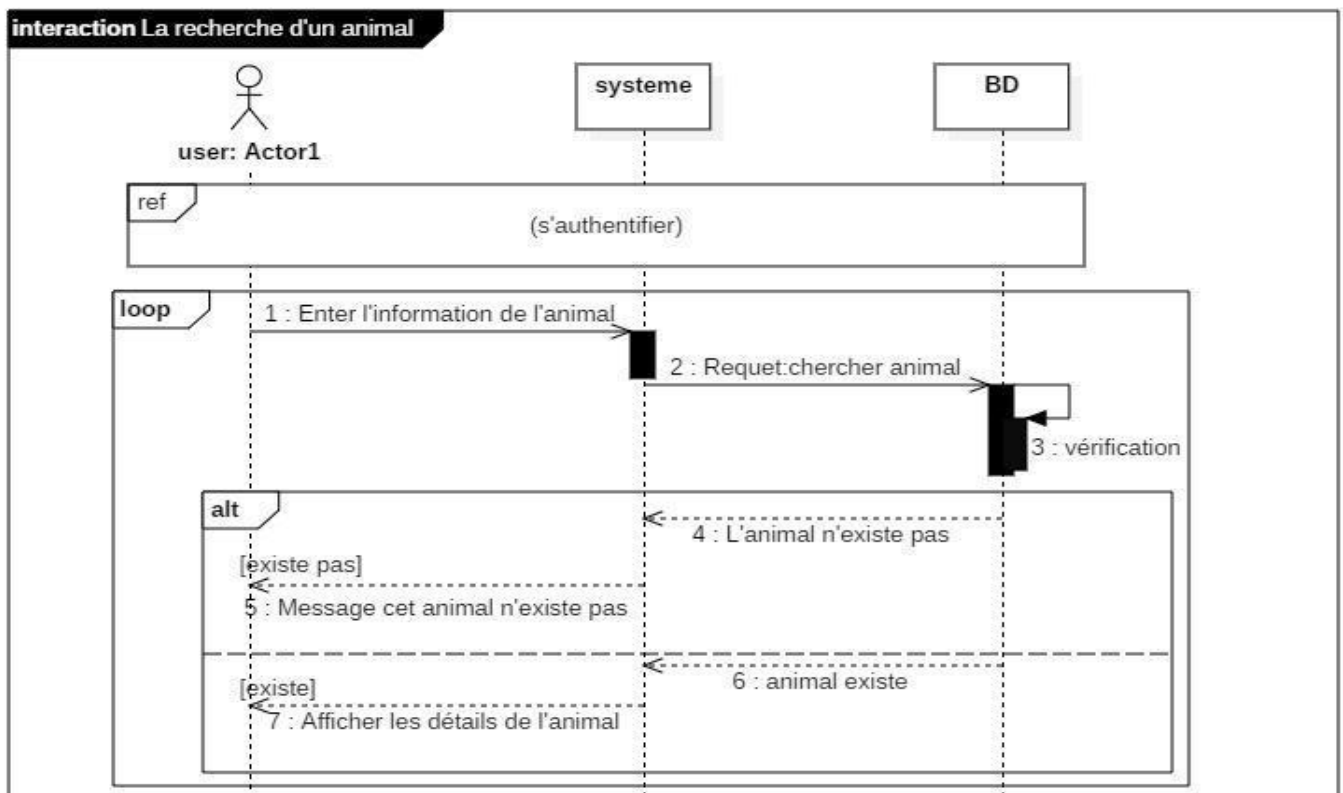 interaction La recherche d'un animal
systeme
BD
user: Actor1
ref
(s'authentifier)
loop
1 : Enter l'information de l'animal
2 : Requet:chercher animal
3 : vérification
alt
4 : L'animal n'existe pas
[existe pas]
5 : Message cet animal n'existe pas
6 : animal existe
[existe]
7 : Afficher les détails de l'animal